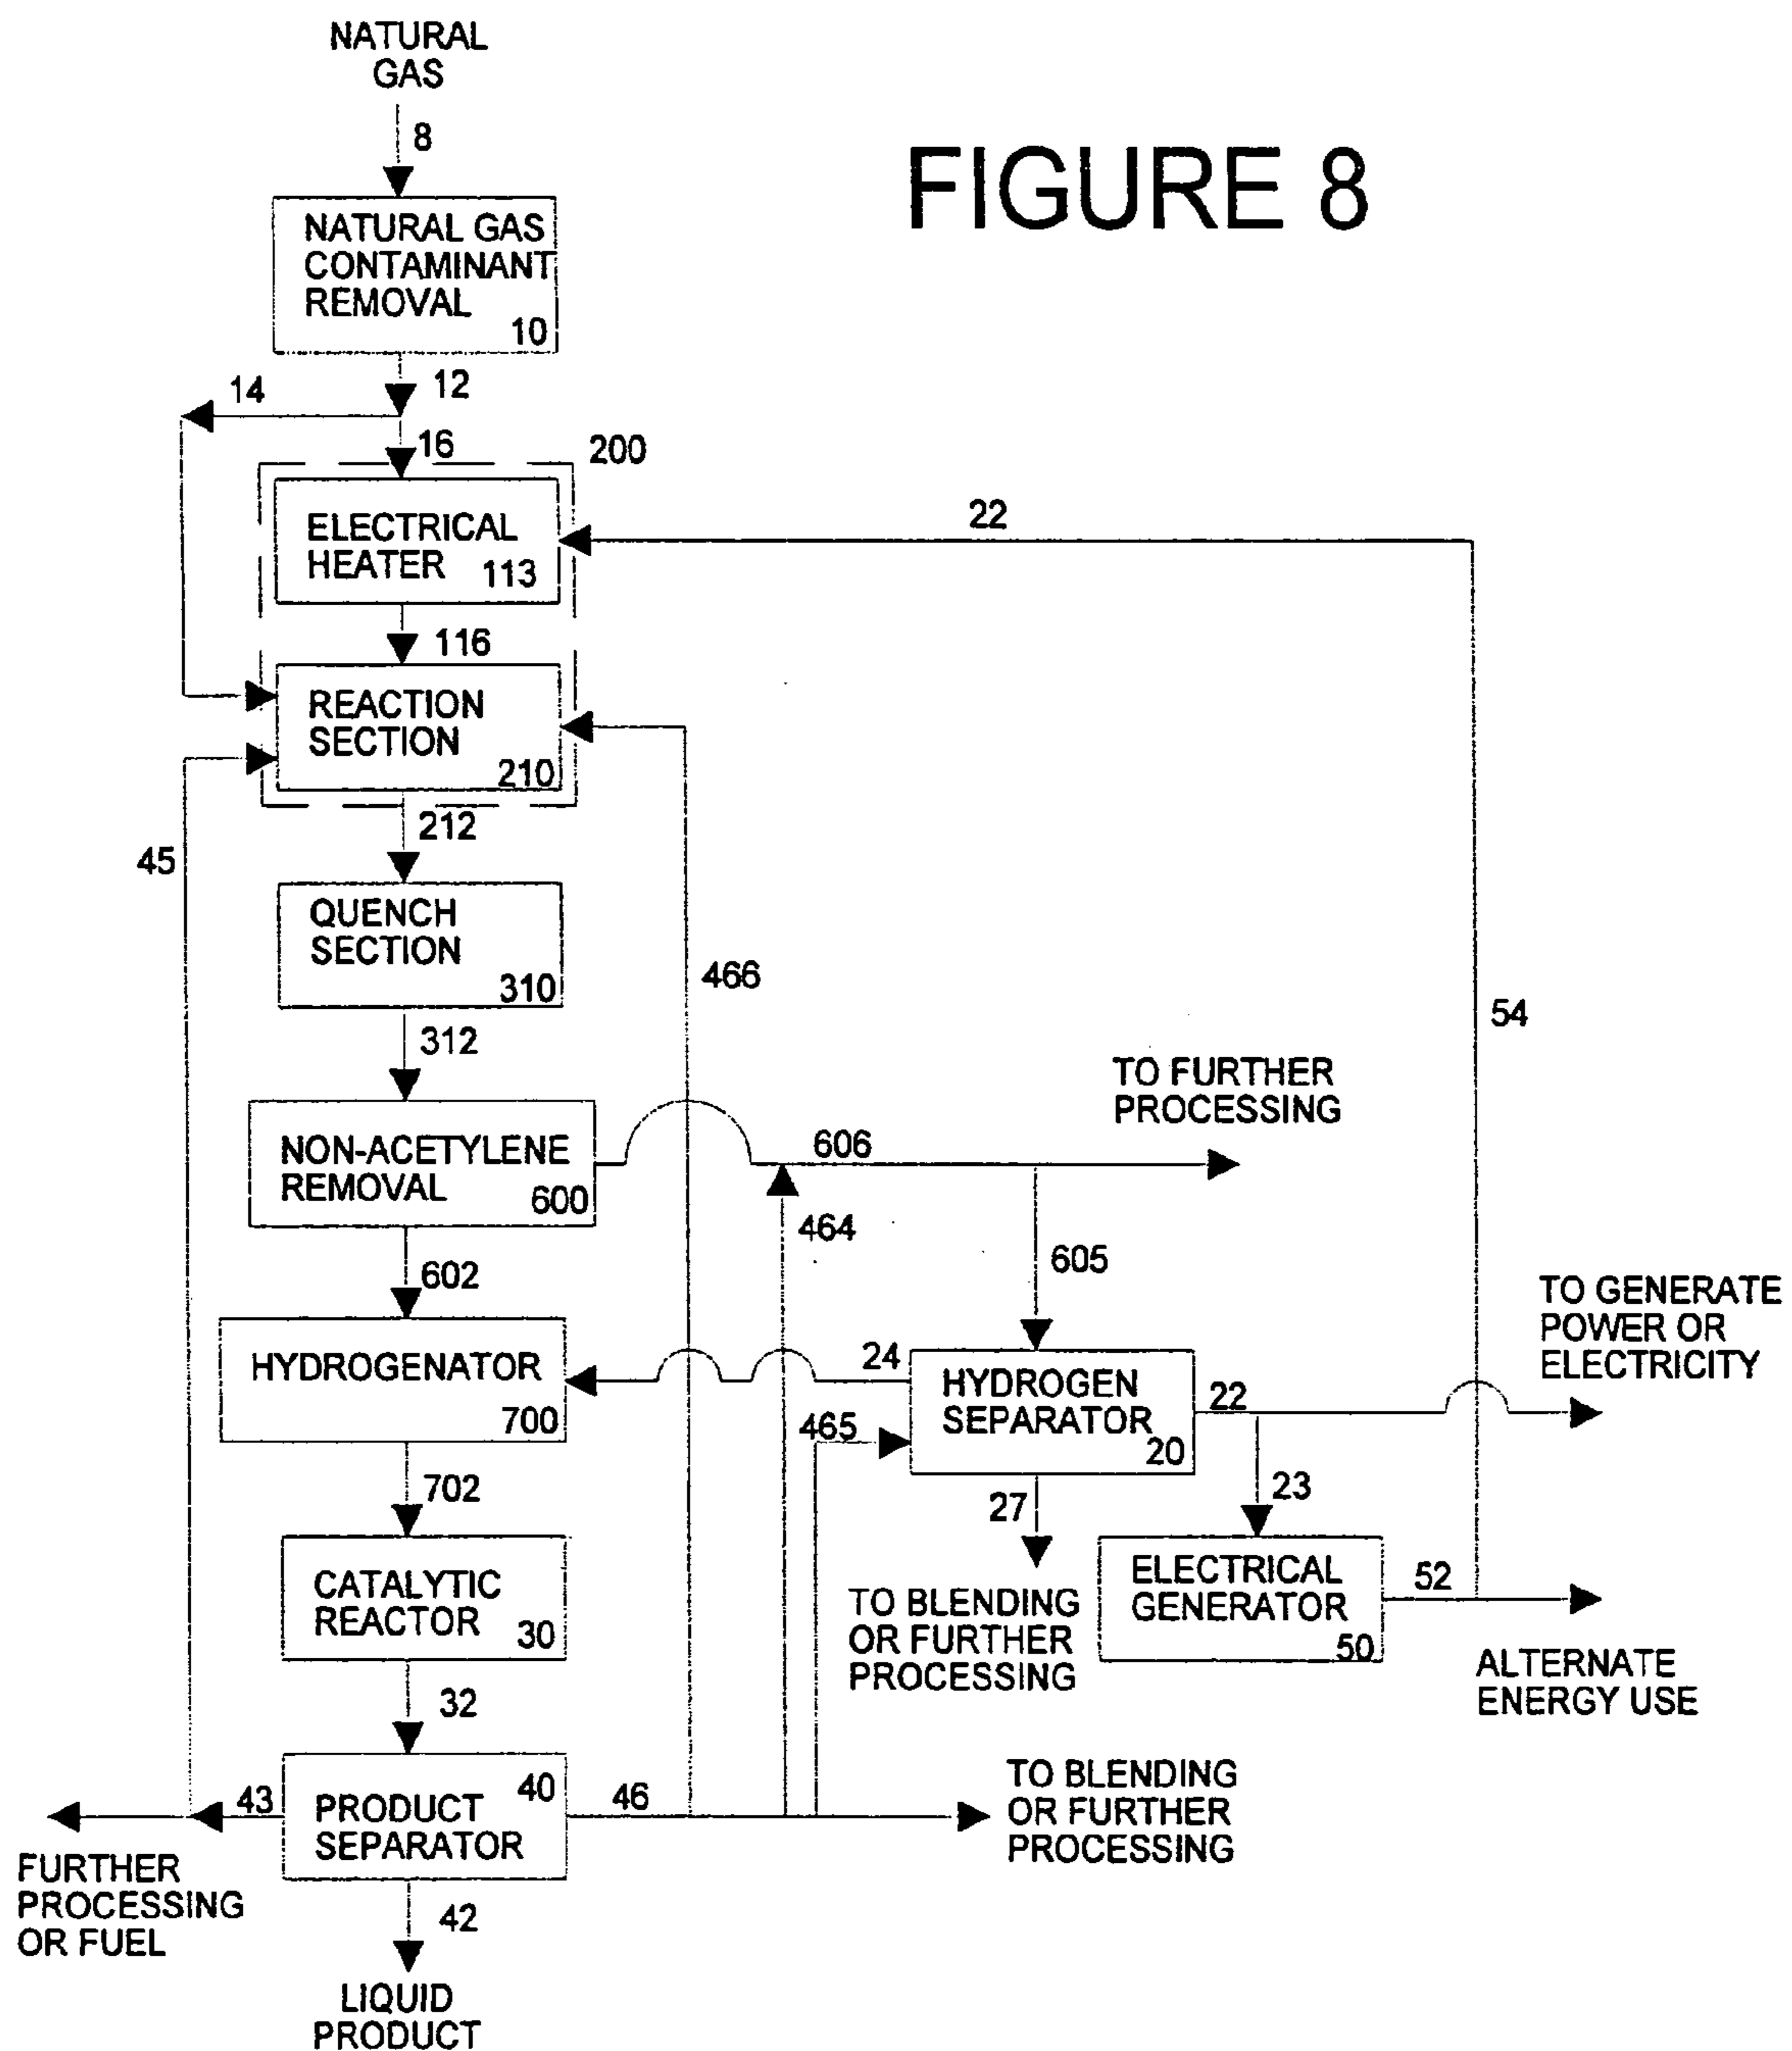 NATURAL
GAS
8
FIGURE 8
NATURAL GAS
CONTAMINANT
REMOVAL
10
14
12
16
200
ELECTRICAL
HEATER
113
22
116
REACTION
SECTION
210
212
45
QUENCH
SECTION
310
466
54
312
TO FURTHER
PROCESSING
NON-ACETYLENE
REMOVAL
600
606
464
605
602
TO GENERATE
POWER OR
ELECTRICITY
HYDROGENATOR
700
24
HYDROGEN
SEPARATOR
20
22
465
702
27
23
CATALYTIC
REACTOR
30
TO BLENDING
OR FURTHER
PROCESSING
ELECTRICAL
GENERATOR
50
52
ALTERNATE
ENERGY USE
32
43
PRODUCT
SEPARATOR
40
46
TO BLENDING
OR FURTHER
PROCESSING
FURTHER
PROCESSING
OR FUEL
42
LIQUID
PRODUCT